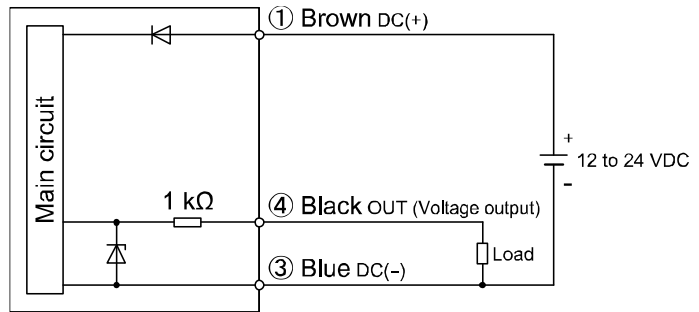 ① Brown DC(+)
Main circuit
+
12 to 24 VDC
-
1 kΩ
④ Black OUT (Voltage output)
Load
③ Blue DC(-)